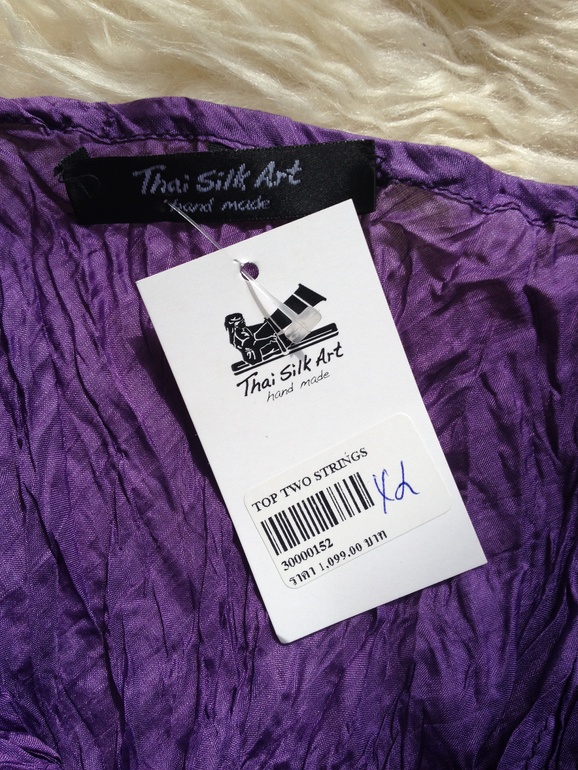 Thai Silk Art
hand made
Thai Silk Art
hand made
TOP TWO STRINGS
XL
30000152
ราคา 1,099.00 บาท